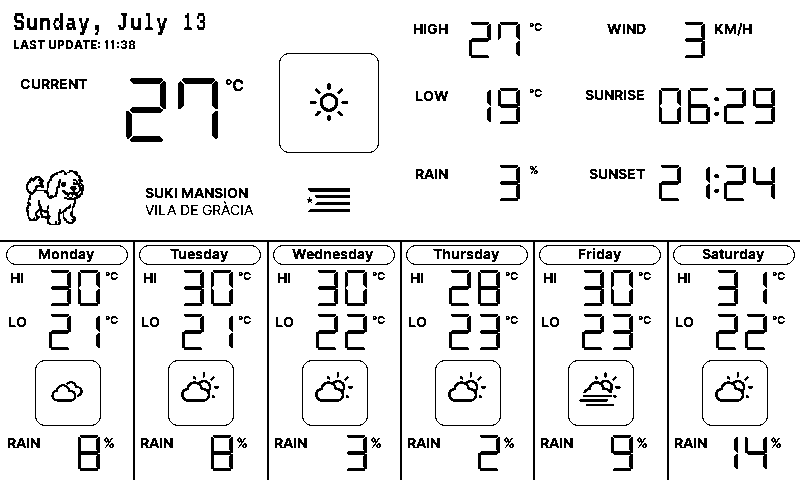 Sunday, July 13
LAST UPDATE: 11:38
CURRENT 27 °C
HIGH 27 °C
WIND 3 KM/H
LOW 19 °C
SUNRISE 06:29
RAIN 3 %
SUNSET 21:24
SUKI MANSION
VILA DE GRÀCIA
Monday
HI 30 °C
LO 21 °C
RAIN 8 %
Tuesday
HI 30 °C
LO 21 °C
RAIN 8 %
Wednesday
HI 30 °C
LO 22 °C
RAIN 3 %
Thursday
HI 28 °C
LO 23 °C
RAIN 2 %
Friday
HI 30 °C
LO 23 °C
RAIN 9 %
Saturday
HI 31 °C
LO 22 °C
RAIN 14 %